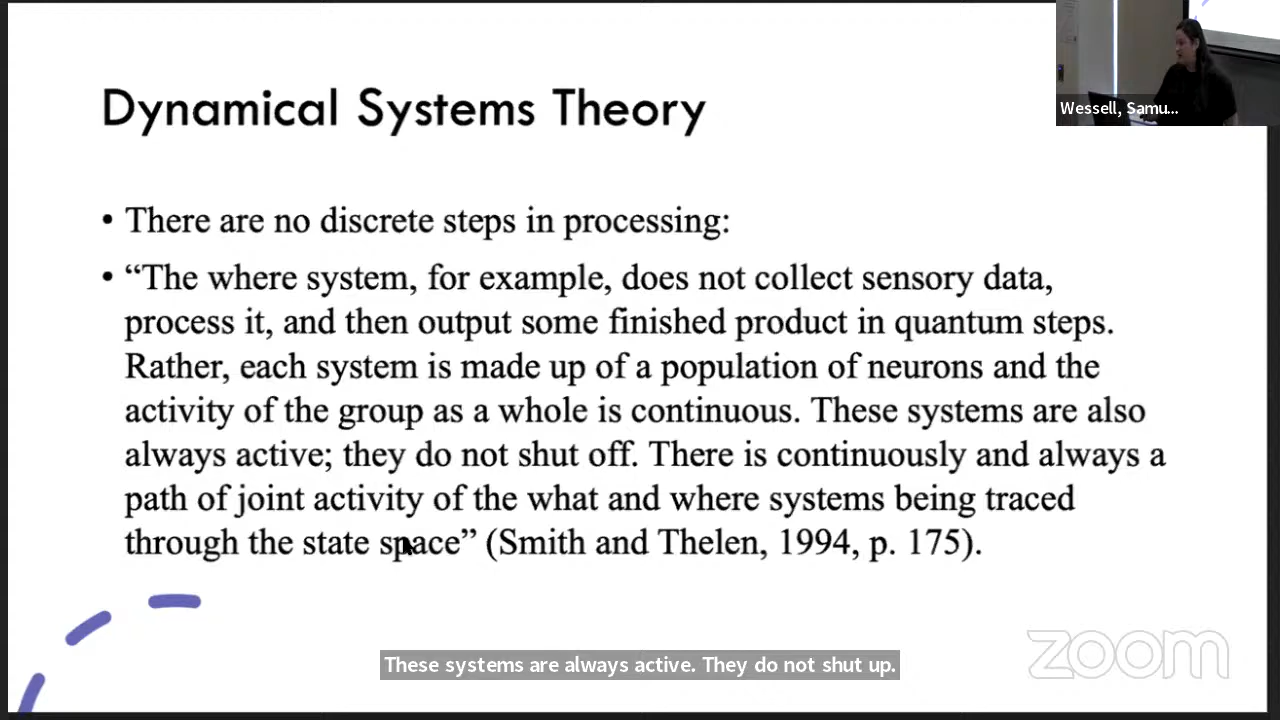 Dynamical Systems Theory
Wessell, Samu...
• There are no discrete steps in processing:
• “The where system, for example, does not collect sensory data,
process it, and then output some finished product in quantum steps.
Rather, each system is made up of a population of neurons and the
activity of the group as a whole is continuous. These systems are also
always active; they do not shut off. There is continuously and always a
path of joint activity of the what and where systems being traced
through the state space” (Smith and Thelen, 1994, p. 175).
These systems are always active. They do not shut up.
zoom